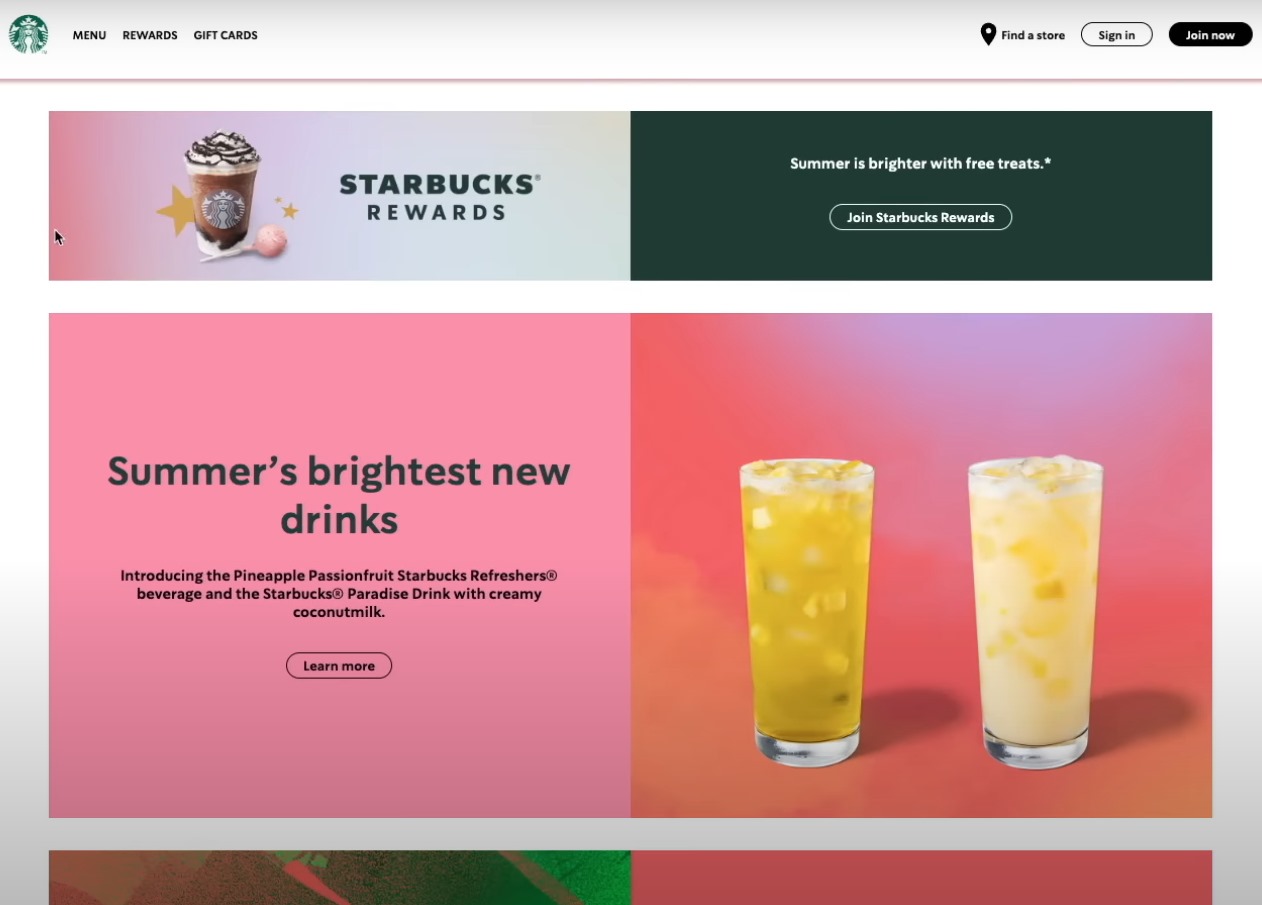 MENU REWARDS GIFT CARDS
Find a store Sign in Join now
STARBUCKS®
REWARDS
Summer is brighter with free treats.*
Join Starbucks Rewards
Summer’s brightest new
drinks
Introducing the Pineapple Passionfruit Starbucks Refreshers®
beverage and the Starbucks® Paradise Drink with creamy
coconutmilk.
Learn more